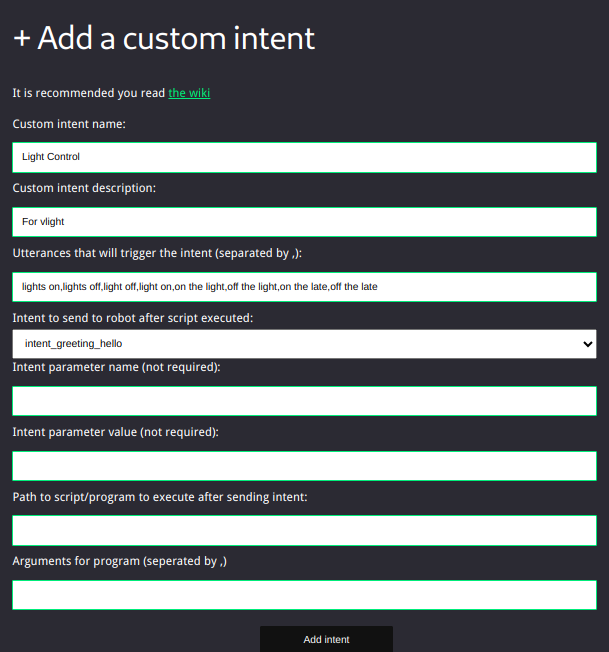 + Add a custom intent
It is recommended you read the wiki
Custom intent name:
Light Control
Custom intent description:
For vlight
Utterances that will trigger the intent (separated by ,):
lights on,lights off,light off,light on,on the light,off the light,on the late,off the late
Intent to send to robot after script executed:
intent_greeting_hello
Intent parameter name (not required):
Intent parameter value (not required):
Path to script/program to execute after sending intent:
Arguments for program (seperated by ,)
Add intent